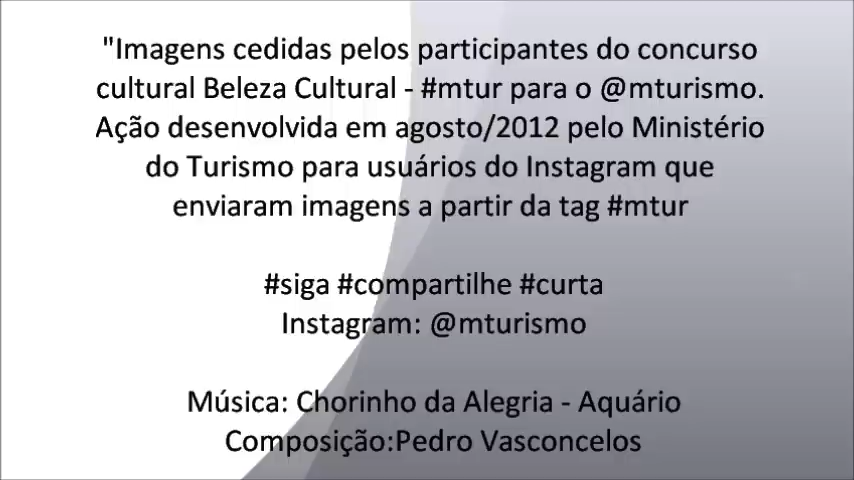 "Imagens cedidas pelos participantes do concurso
cultural Beleza Cultural - #mtur para o @mturismo.
Ação desenvolvida em agosto/2012 pelo Ministério
do Turismo para usuários do Instagram que
enviaram imagens a partir da tag #mtur
#siga #compartilhe #curta
Instagram: @mturismo
Música: Chorinho da Alegria - Aquário
Composição:Pedro Vasconcelos